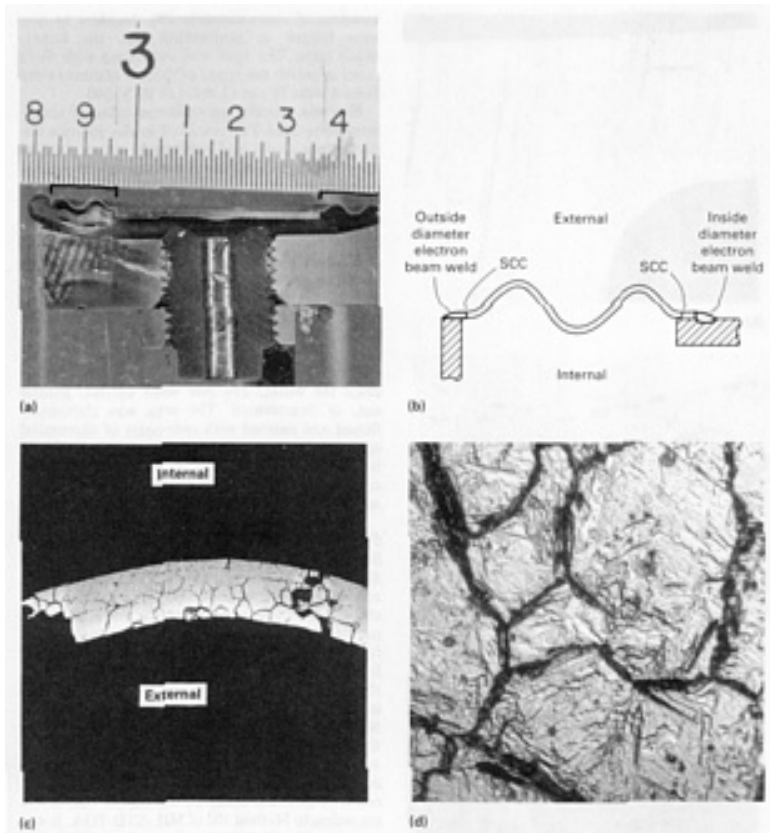 3
8 9 1 2 3 4
(a)
Outside
diameter
electron
beam weld
SCC
External
SCC
Inside
diameter
electron
beam weld
Internal
(b)
Internal
External
(c)
(d)